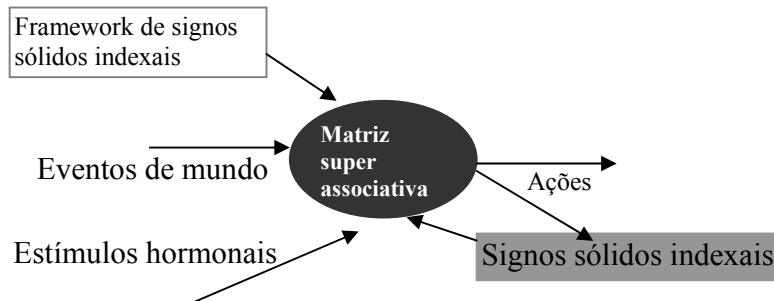 Framework de signos
sólidos indexais
Matriz
super
associativa
Eventos de mundo
Ações
Estímulos hormonais
Signos sólidos indexais